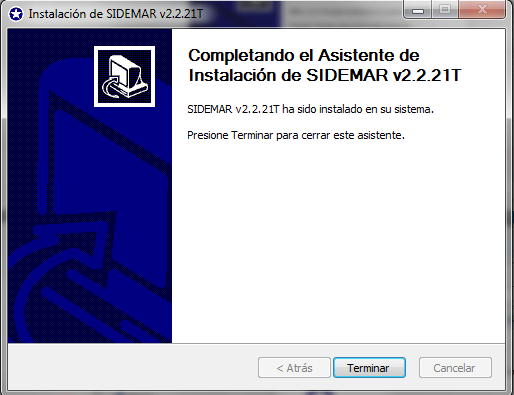 Instalación de SIDEMAR v2.2.21T
Completando el Asistente de
Instalación de SIDEMAR v2.2.21T
SIDEMAR v2.2.21T ha sido instalado en su sistema.
Presione Terminar para cerrar este asistente.
< Atrás
Terminar
Cancelar